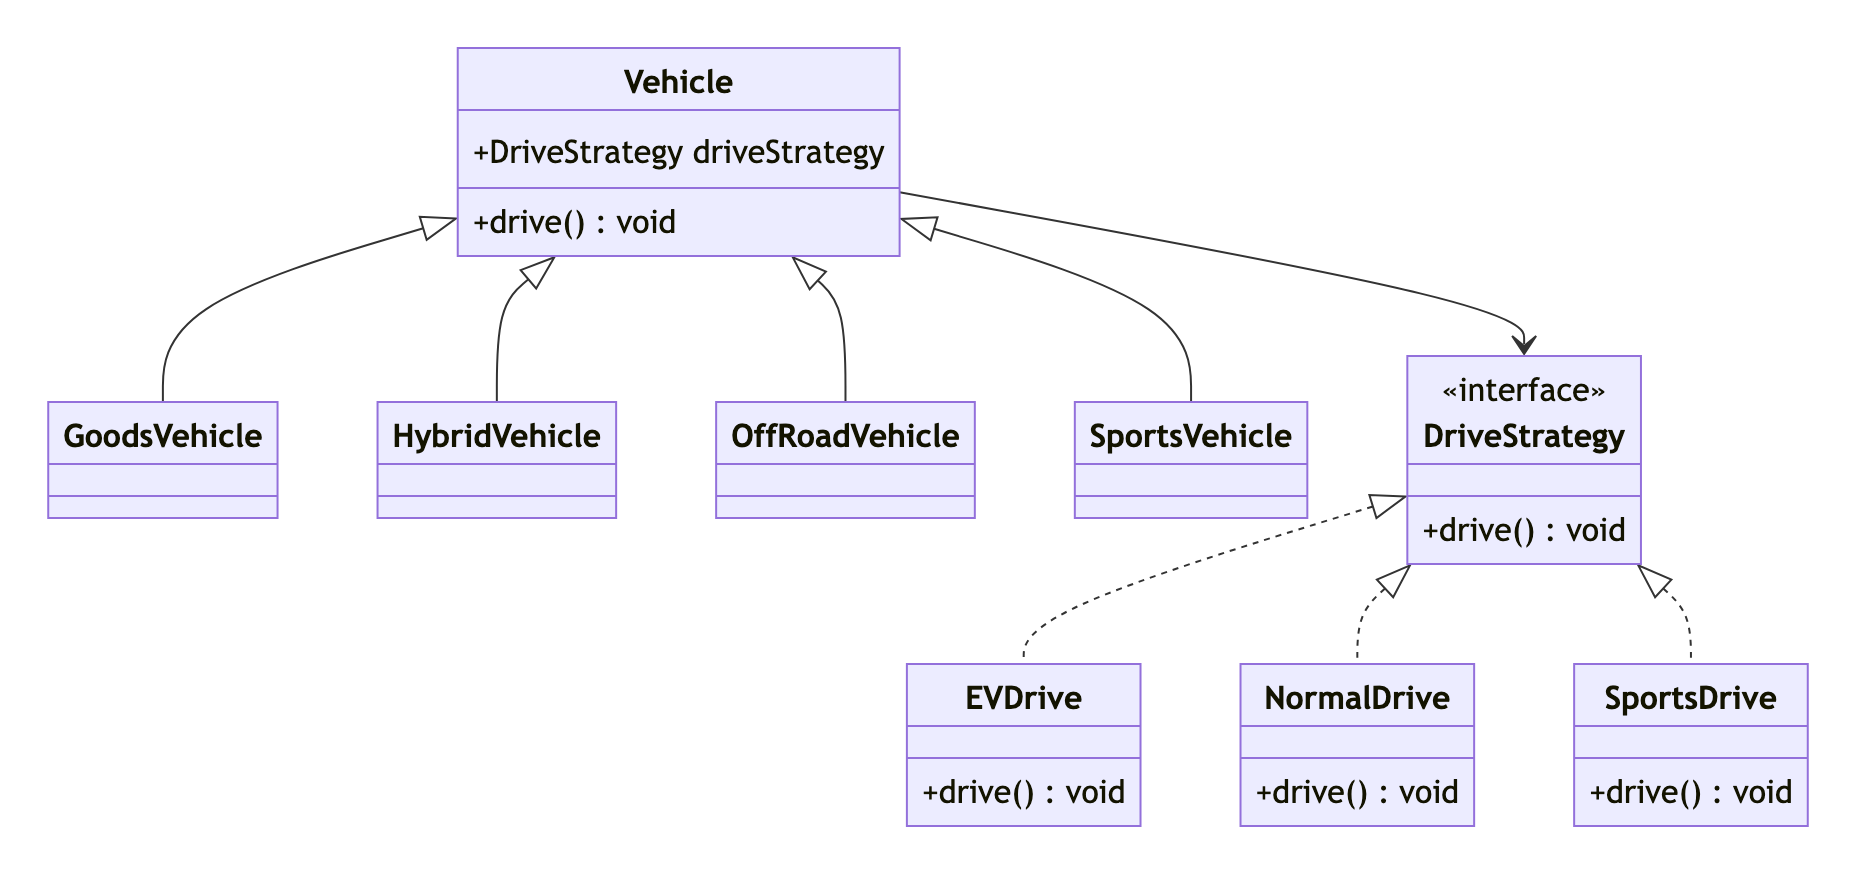 Vehicle
+DriveStrategy driveStrategy
+drive() : void
GoodsVehicle
HybridVehicle
OffRoadVehicle
SportsVehicle
«interface»
DriveStrategy
+drive() : void
EVDrive
+drive() : void
NormalDrive
+drive() : void
SportsDrive
+drive() : void